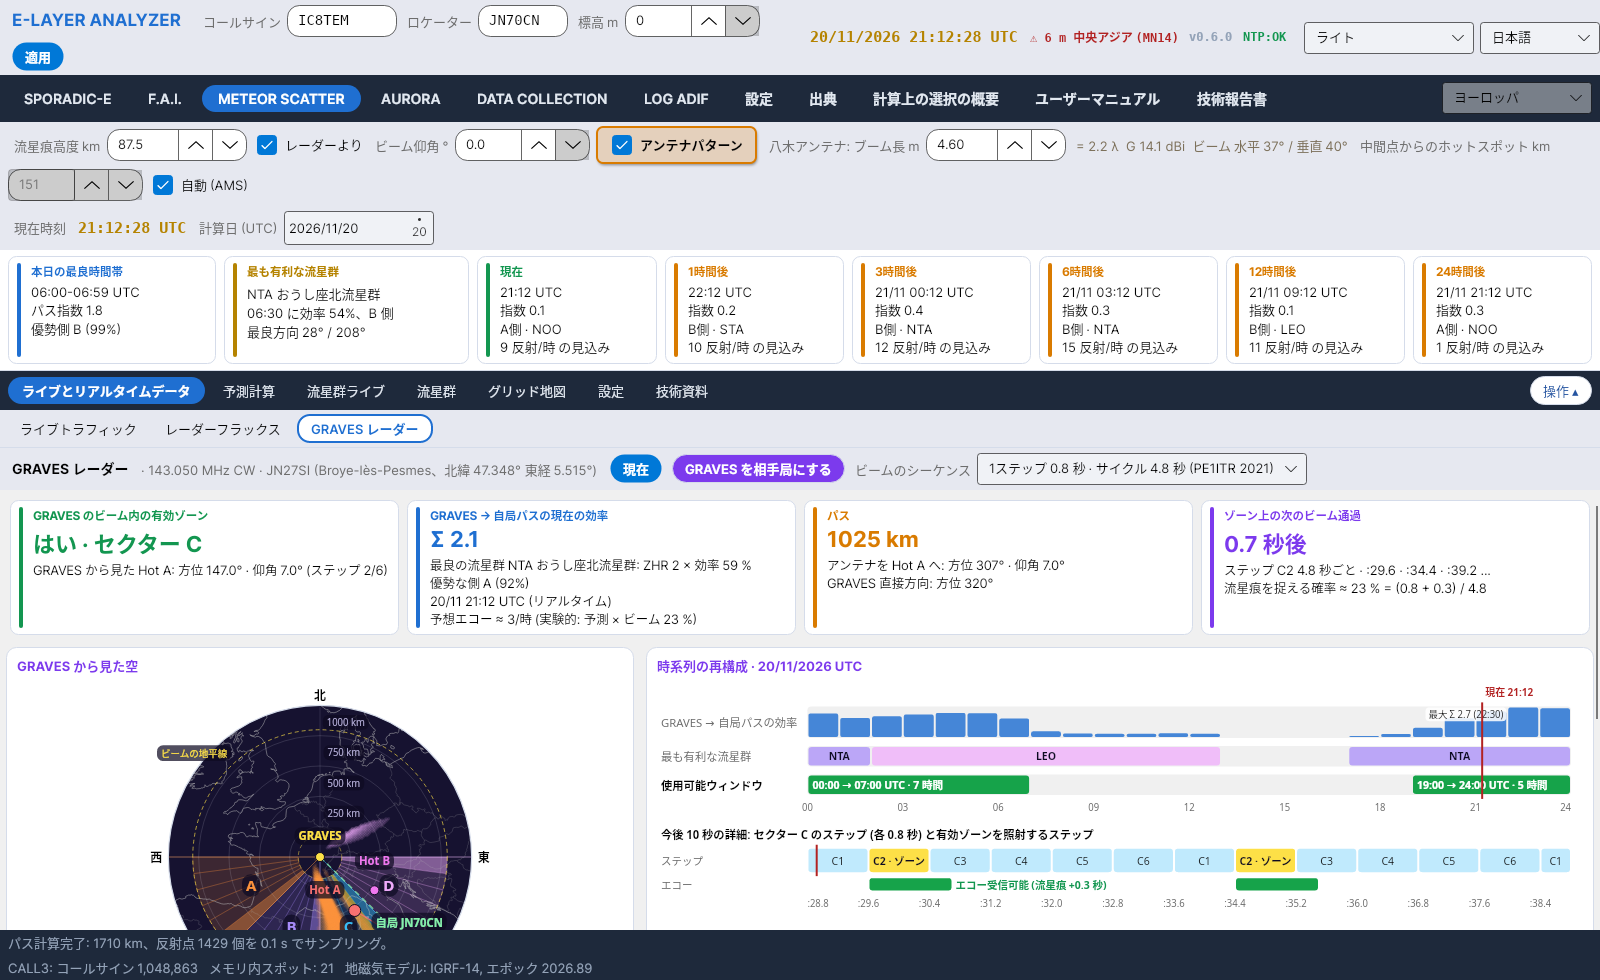 E-LAYER ANALYZER コールサイン IC8TEM ロケーター JN70CN 標高 m 0
適用
20/11/2026 21:12:28 UTC ⚠ 6 m 中央アジア (MN14) v0.6.0 NTP:OK ライト 日本語
SPORADIC-E F.A.I. METEOR SCATTER AURORA DATA COLLECTION LOG ADIF 設定 出典 計算上の選択の概要 ユーザーマニュアル 技術報告書 ヨーロッパ
流星痕高度 km 87.5 レーダーより ビーム仰角 ° 0.0 アンテナパターン 八木アンテナ: ブーム長 m 4.60 = 2.2 λ G 14.1 dBi ビーム 水平 37° / 垂直 40° 中間点からのホットスポット km
151 自動 (AMS)
現在時刻 21:12:28 UTC 計算日 (UTC) 2026/11/20 20
本日の最良時間帯
06:00-06:59 UTC
パス指数 1.8
優勢側 B (99%)
最も有利な流星群
NTA おうし座北流星群
06:30 に効率 54%、B 側
最良方向 28° / 208°
現在
21:12 UTC
指数 0.1
A側 · NOO
9 反射/時 の見込み
1時間後
22:12 UTC
指数 0.2
B側 · STA
10 反射/時 の見込み
3時間後
21/11 00:12 UTC
指数 0.4
B側 · NTA
12 反射/時 の見込み
6時間後
21/11 03:12 UTC
指数 0.3
B側 · NTA
15 反射/時 の見込み
12時間後
21/11 09:12 UTC
指数 0.1
B側 · LEO
11 反射/時 の見込み
24時間後
21/11 21:12 UTC
指数 0.3
A側 · NOO
1 反射/時 の見込み
ライブとリアルタイムデータ 予測計算 流星群ライブ 流星群 グリッド地図 設定 技術資料 操作 ▴
ライブトラフィック レーダーフラックス GRAVES レーダー
GRAVES レーダー · 143.050 MHz CW · JN27SI (Broye-lès-Pesmes、北緯 47.348° 東経 5.515°) 現在 GRAVES を相手局にする ビームのシーケンス 1ステップ 0.8 秒 · サイクル 4.8 秒 (PE1ITR 2021)
GRAVES のビーム内の有効ゾーン
はい · セクター C
GRAVES から見た Hot A: 方位 147.0° · 仰角 7.0° (ステップ 2/6)
GRAVES → 自局パスの現在の効率
Σ 2.1
最良の流星群 NTA おうし座北流星群: ZHR 2 × 効率 59 %
優勢な側 A (92%)
20/11 21:12 UTC (リアルタイム)
予想エコー ≈ 3/時 (実験的: 予測 × ビーム 23 %)
パス
1025 km
アンテナを Hot A へ: 方位 307° · 仰角 7.0°
GRAVES 直接方向: 方位 320°
ゾーン上の次のビーム通過
0.7 秒後
ステップ C2 4.8 秒ごと · :29.6 · :34.4 · :39.2 ...
流星痕を捉える確率 ≈ 23 % = (0.8 + 0.3) / 4.8
GRAVES から見た空
北
1000 km
ビームの地平線
750 km
500 km
250 km
GRAVES
西
Hot B
東
A
Hot A
D
B
C
自局 JN70CN
時系列の再構成 · 20/11/2026 UTC
現在 21:12
GRAVES → 自局パスの効率 最大 Σ 2.7 (22:30)
最も有利な流星群 NTA LEO NTA
使用可能ウィンドウ 00:00 → 07:00 UTC · 7 時間 19:00 → 24:00 UTC · 5 時間
00 03 06 09 12 15 18 21 24
今後 10 秒の詳細: セクター C のステップ (各 0.8 秒) と有効ゾーンを照射するステップ
ステップ C1 C2 · ゾーン C3 C4 C5 C6 C1 C2 · ゾーン C3 C4 C5 C6 C1
エコー エコー受信可能 (流星痕 +0.3 秒)
:28.8 :29.6 :30.4 :31.2 :32.0 :32.8 :33.6 :34.4 :35.2 :36.0 :36.8 :37.6 :38.4
パス計算完了: 1710 km、反射点 1429 個を 0.1 s でサンプリング。
CALL3: コールサイン 1,048,863 メモリ内スポット: 21 地磁気モデル: IGRF-14, エポック 2026.89